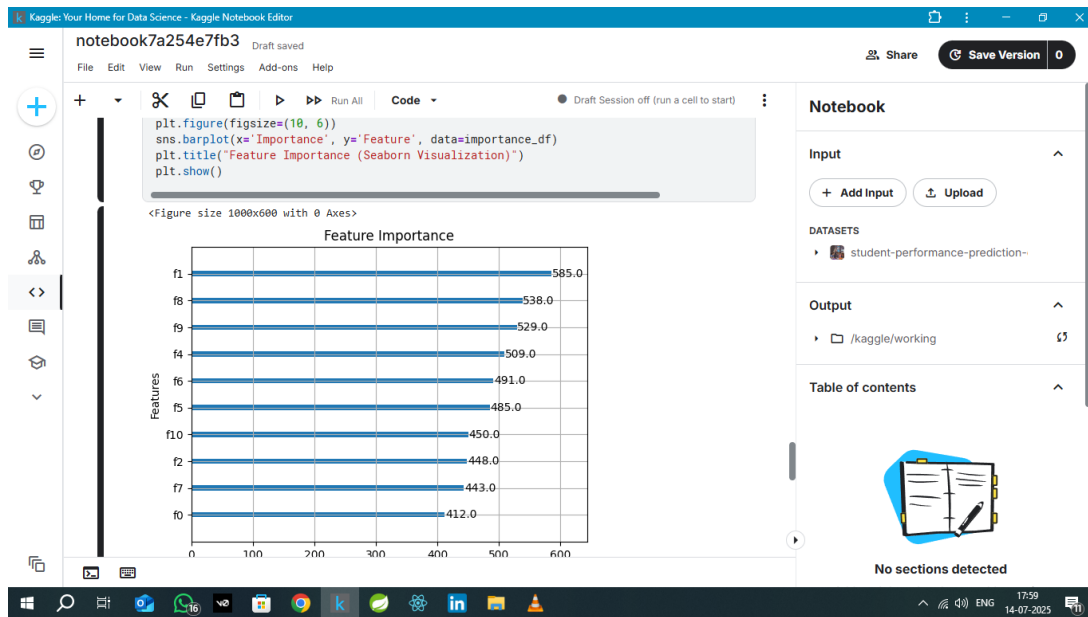 Kaggle: Your Home for Data Science - Kaggle Notebook Editor
notebook7a254e7fb3 Draft saved
File Edit View Run Settings Add-ons Help
Share
Save Version 0
Run All Code
Draft Session off (run a cell to start)
plt.figure(figsize=(10, 6))
sns.barplot(x='Importance', y='Feature', data=importance_df)
plt.title("Feature Importance (Seaborn Visualization)")
plt.show()
<Figure size 1000x600 with 0 Axes>
Feature Importance
Features
f1 585.0
f8 538.0
f9 529.0
f4 509.0
f6 491.0
f5 485.0
f10 450.0
f2 448.0
f7 443.0
f0 412.0
0 100 200 300 400 500 600
Notebook
Input
+ Add Input Upload
DATASETS
student-performance-prediction-
Output
/kaggle/working
Table of contents
No sections detected
16
ENG
17:59
14-07-2025
11